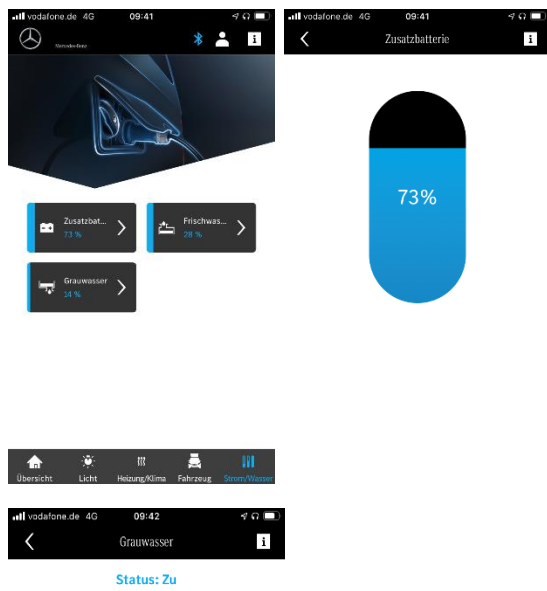 vodafone.de 4G 09:41
Mercedes-Benz
i
Zusatzbat...
73 %
Frischwas...
28 %
Grauwasser
14 %
Übersicht Licht Heizung/Klima Fahrzeug Strom/Wasser
vodafone.de 4G 09:41
Zusatzbatterie i
73%
vodafone.de 4G 09:42
Grauwasser i
Status: Zu